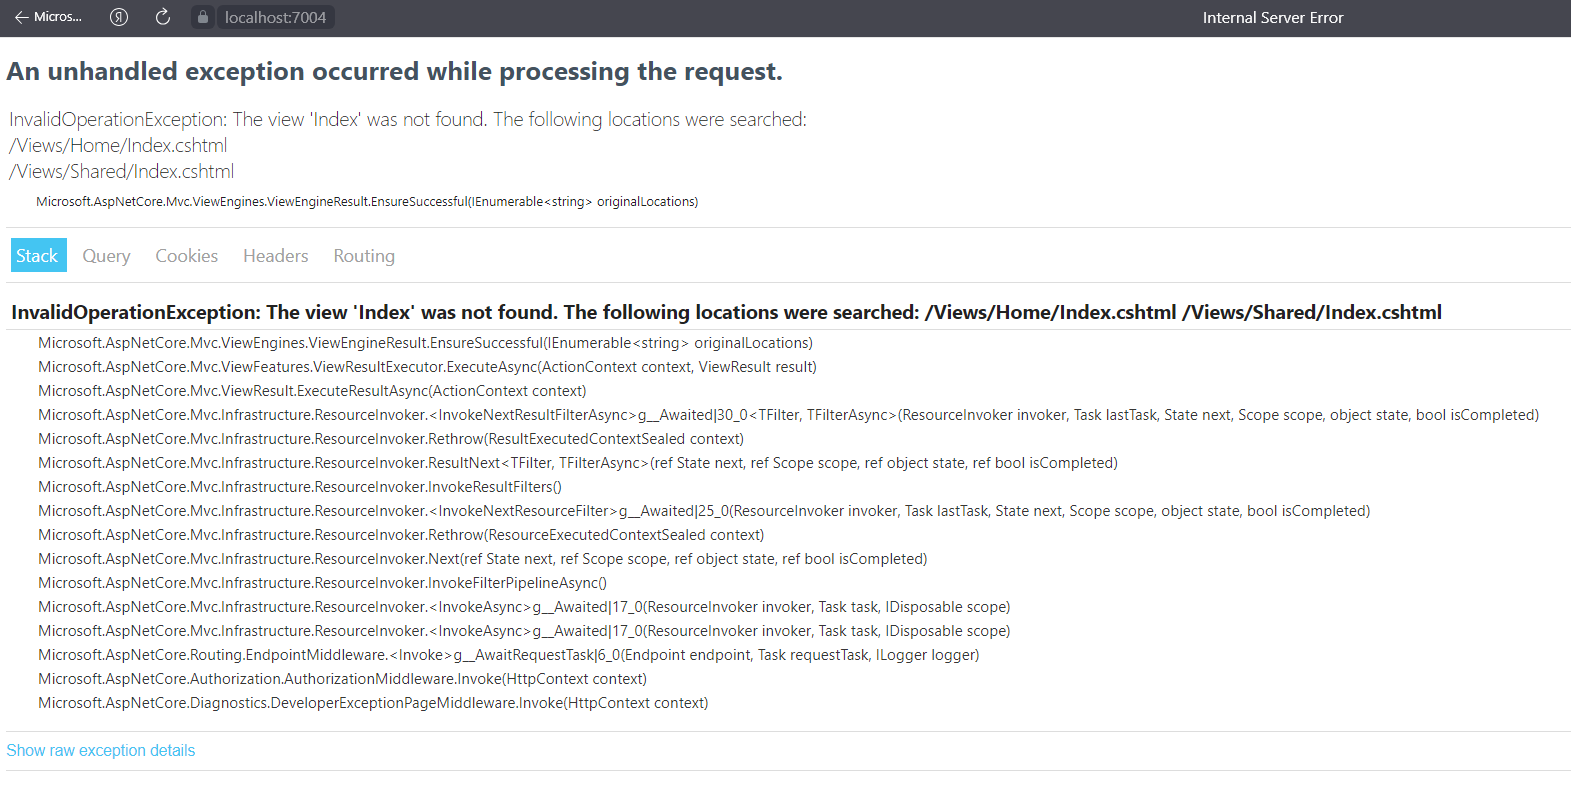 Micros...
Я
localhost:7004
Internal Server Error
An unhandled exception occurred while processing the request.
InvalidOperationException: The view 'Index' was not found. The following locations were searched:
/Views/Home/Index.cshtml
/Views/Shared/Index.cshtml
Microsoft.AspNetCore.Mvc.ViewEngines.ViewEngineResult.EnsureSuccessful(IEnumerable<string> originalLocations)
Stack Query Cookies Headers Routing
InvalidOperationException: The view 'Index' was not found. The following locations were searched: /Views/Home/Index.cshtml /Views/Shared/Index.cshtml
Microsoft.AspNetCore.Mvc.ViewEngines.ViewEngineResult.EnsureSuccessful(IEnumerable<string> originalLocations)
Microsoft.AspNetCore.Mvc.ViewFeatures.ViewResultExecutor.ExecuteAsync(ActionContext context, ViewResult result)
Microsoft.AspNetCore.Mvc.ViewResult.ExecuteResultAsync(ActionContext context)
Microsoft.AspNetCore.Mvc.Infrastructure.ResourceInvoker.<InvokeNextResultFilterAsync>g__Awaited|30_0<TFilter, TFilterAsync>(ResourceInvoker invoker, Task lastTask, State next, Scope scope, object state, bool isCompleted)
Microsoft.AspNetCore.Mvc.Infrastructure.ResourceInvoker.Rethrow(ResultExecutedContextSealed context)
Microsoft.AspNetCore.Mvc.Infrastructure.ResourceInvoker.ResultNext<TFilter, TFilterAsync>(ref State next, ref Scope scope, ref object state, ref bool isCompleted)
Microsoft.AspNetCore.Mvc.Infrastructure.ResourceInvoker.InvokeResultFilters()
Microsoft.AspNetCore.Mvc.Infrastructure.ResourceInvoker.<InvokeNextResourceFilter>g__Awaited|25_0(ResourceInvoker invoker, Task lastTask, State next, Scope scope, object state, bool isCompleted)
Microsoft.AspNetCore.Mvc.Infrastructure.ResourceInvoker.Rethrow(ResourceExecutedContextSealed context)
Microsoft.AspNetCore.Mvc.Infrastructure.ResourceInvoker.Next(ref State next, ref Scope scope, ref object state, ref bool isCompleted)
Microsoft.AspNetCore.Mvc.Infrastructure.ResourceInvoker.InvokeFilterPipelineAsync()
Microsoft.AspNetCore.Mvc.Infrastructure.ResourceInvoker.<InvokeAsync>g__Awaited|17_0(ResourceInvoker invoker, Task task, IDisposable scope)
Microsoft.AspNetCore.Mvc.Infrastructure.ResourceInvoker.<InvokeAsync>g__Awaited|17_0(ResourceInvoker invoker, Task task, IDisposable scope)
Microsoft.AspNetCore.Routing.EndpointMiddleware.<Invoke>g__AwaitRequestTask|6_0(Endpoint endpoint, Task requestTask, ILogger logger)
Microsoft.AspNetCore.Authorization.AuthorizationMiddleware.Invoke(HttpContext context)
Microsoft.AspNetCore.Diagnostics.DeveloperExceptionPageMiddleware.Invoke(HttpContext context)
Show raw exception details